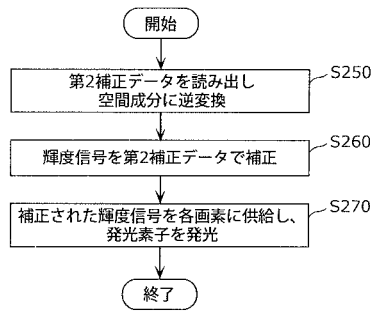 開始
第2補正データを読み出し
空間成分に逆変換
S250
輝度信号を第2補正データで補正
S260
補正された輝度信号を各画素に供給し、
発光素子を発光
S270
終了